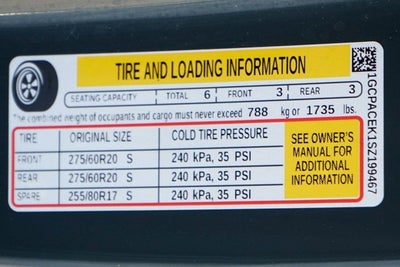 TIRE AND LOADING INFORMATION
SEATING CAPACITY TOTAL 6 FRONT 3 REAR 3
The combined weight of occupants and cargo must never exceed 788 kg or 1735 lbs.
TIRE ORIGINAL SIZE COLD TIRE PRESSURE
FRONT 275/60R20 S 240 kPa, 35 PSI
REAR 275/60R20 S 240 kPa, 35 PSI
SPARE 255/80R17 S 240 kPa, 35 PSI
SEE OWNER'S
MANUAL FOR
ADDITIONAL
INFORMATION
1GCPACEK1SZ199467